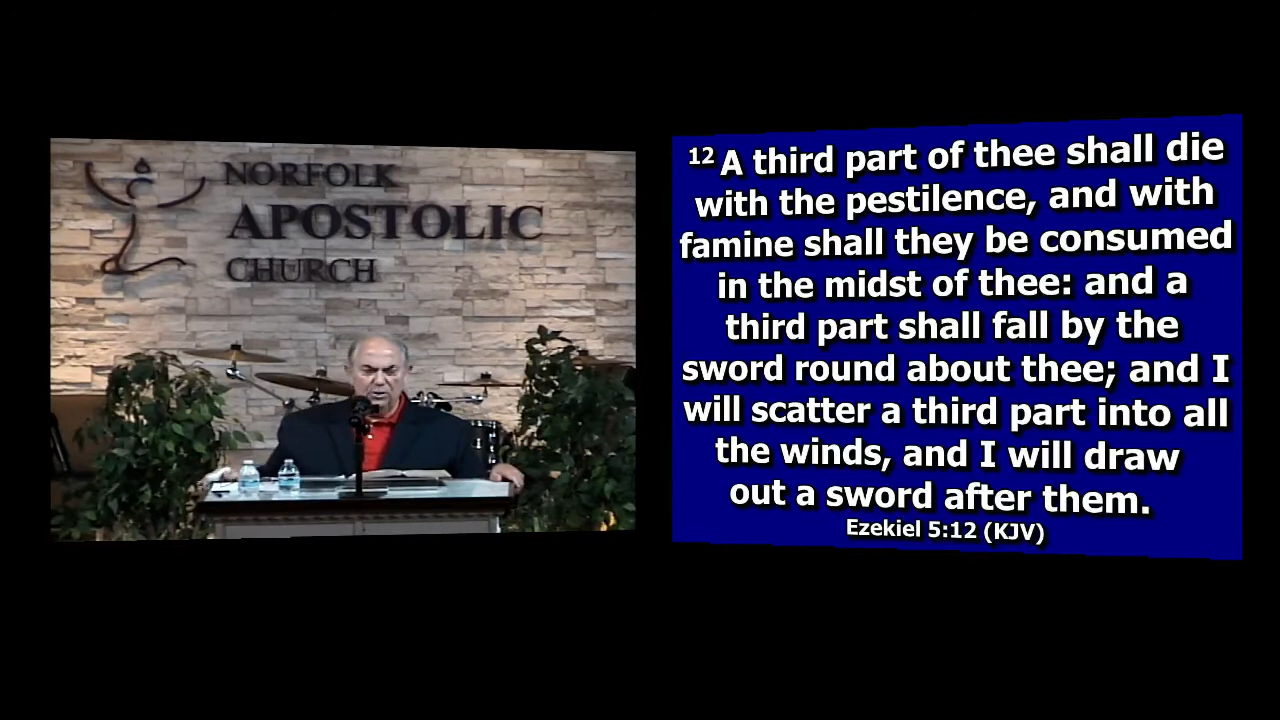 NORFOLK
APOSTOLIC
CHURCH
12 A third part of thee shall die
with the pestilence, and with
famine shall they be consumed
in the midst of thee: and a
third part shall fall by the
sword round about thee; and I
will scatter a third part into all
the winds, and I will draw
out a sword after them.
Ezekiel 5:12 (KJV)